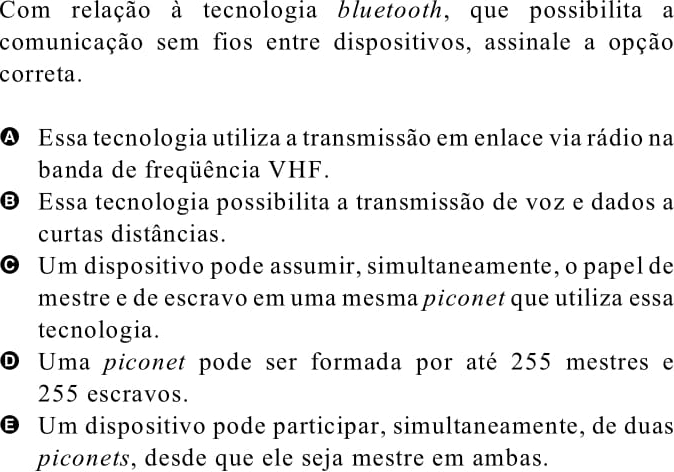 Com relação à tecnologia bluetooth, que possibilita a
comunicação sem fios entre dispositivos, assinale a opção
correta.
A Essa tecnologia utiliza a transmissão em enlace via rádio na
banda de freqüência VHF.
B Essa tecnologia possibilita a transmissão de voz e dados a
curtas distâncias.
C Um dispositivo pode assumir, simultaneamente, o papel de
mestre e de escravo em uma mesma piconet que utiliza essa
tecnologia.
D Uma piconet pode ser formada por até 255 mestres e
255 escravos.
E Um dispositivo pode participar, simultaneamente, de duas
piconets, desde que ele seja mestre em ambas.